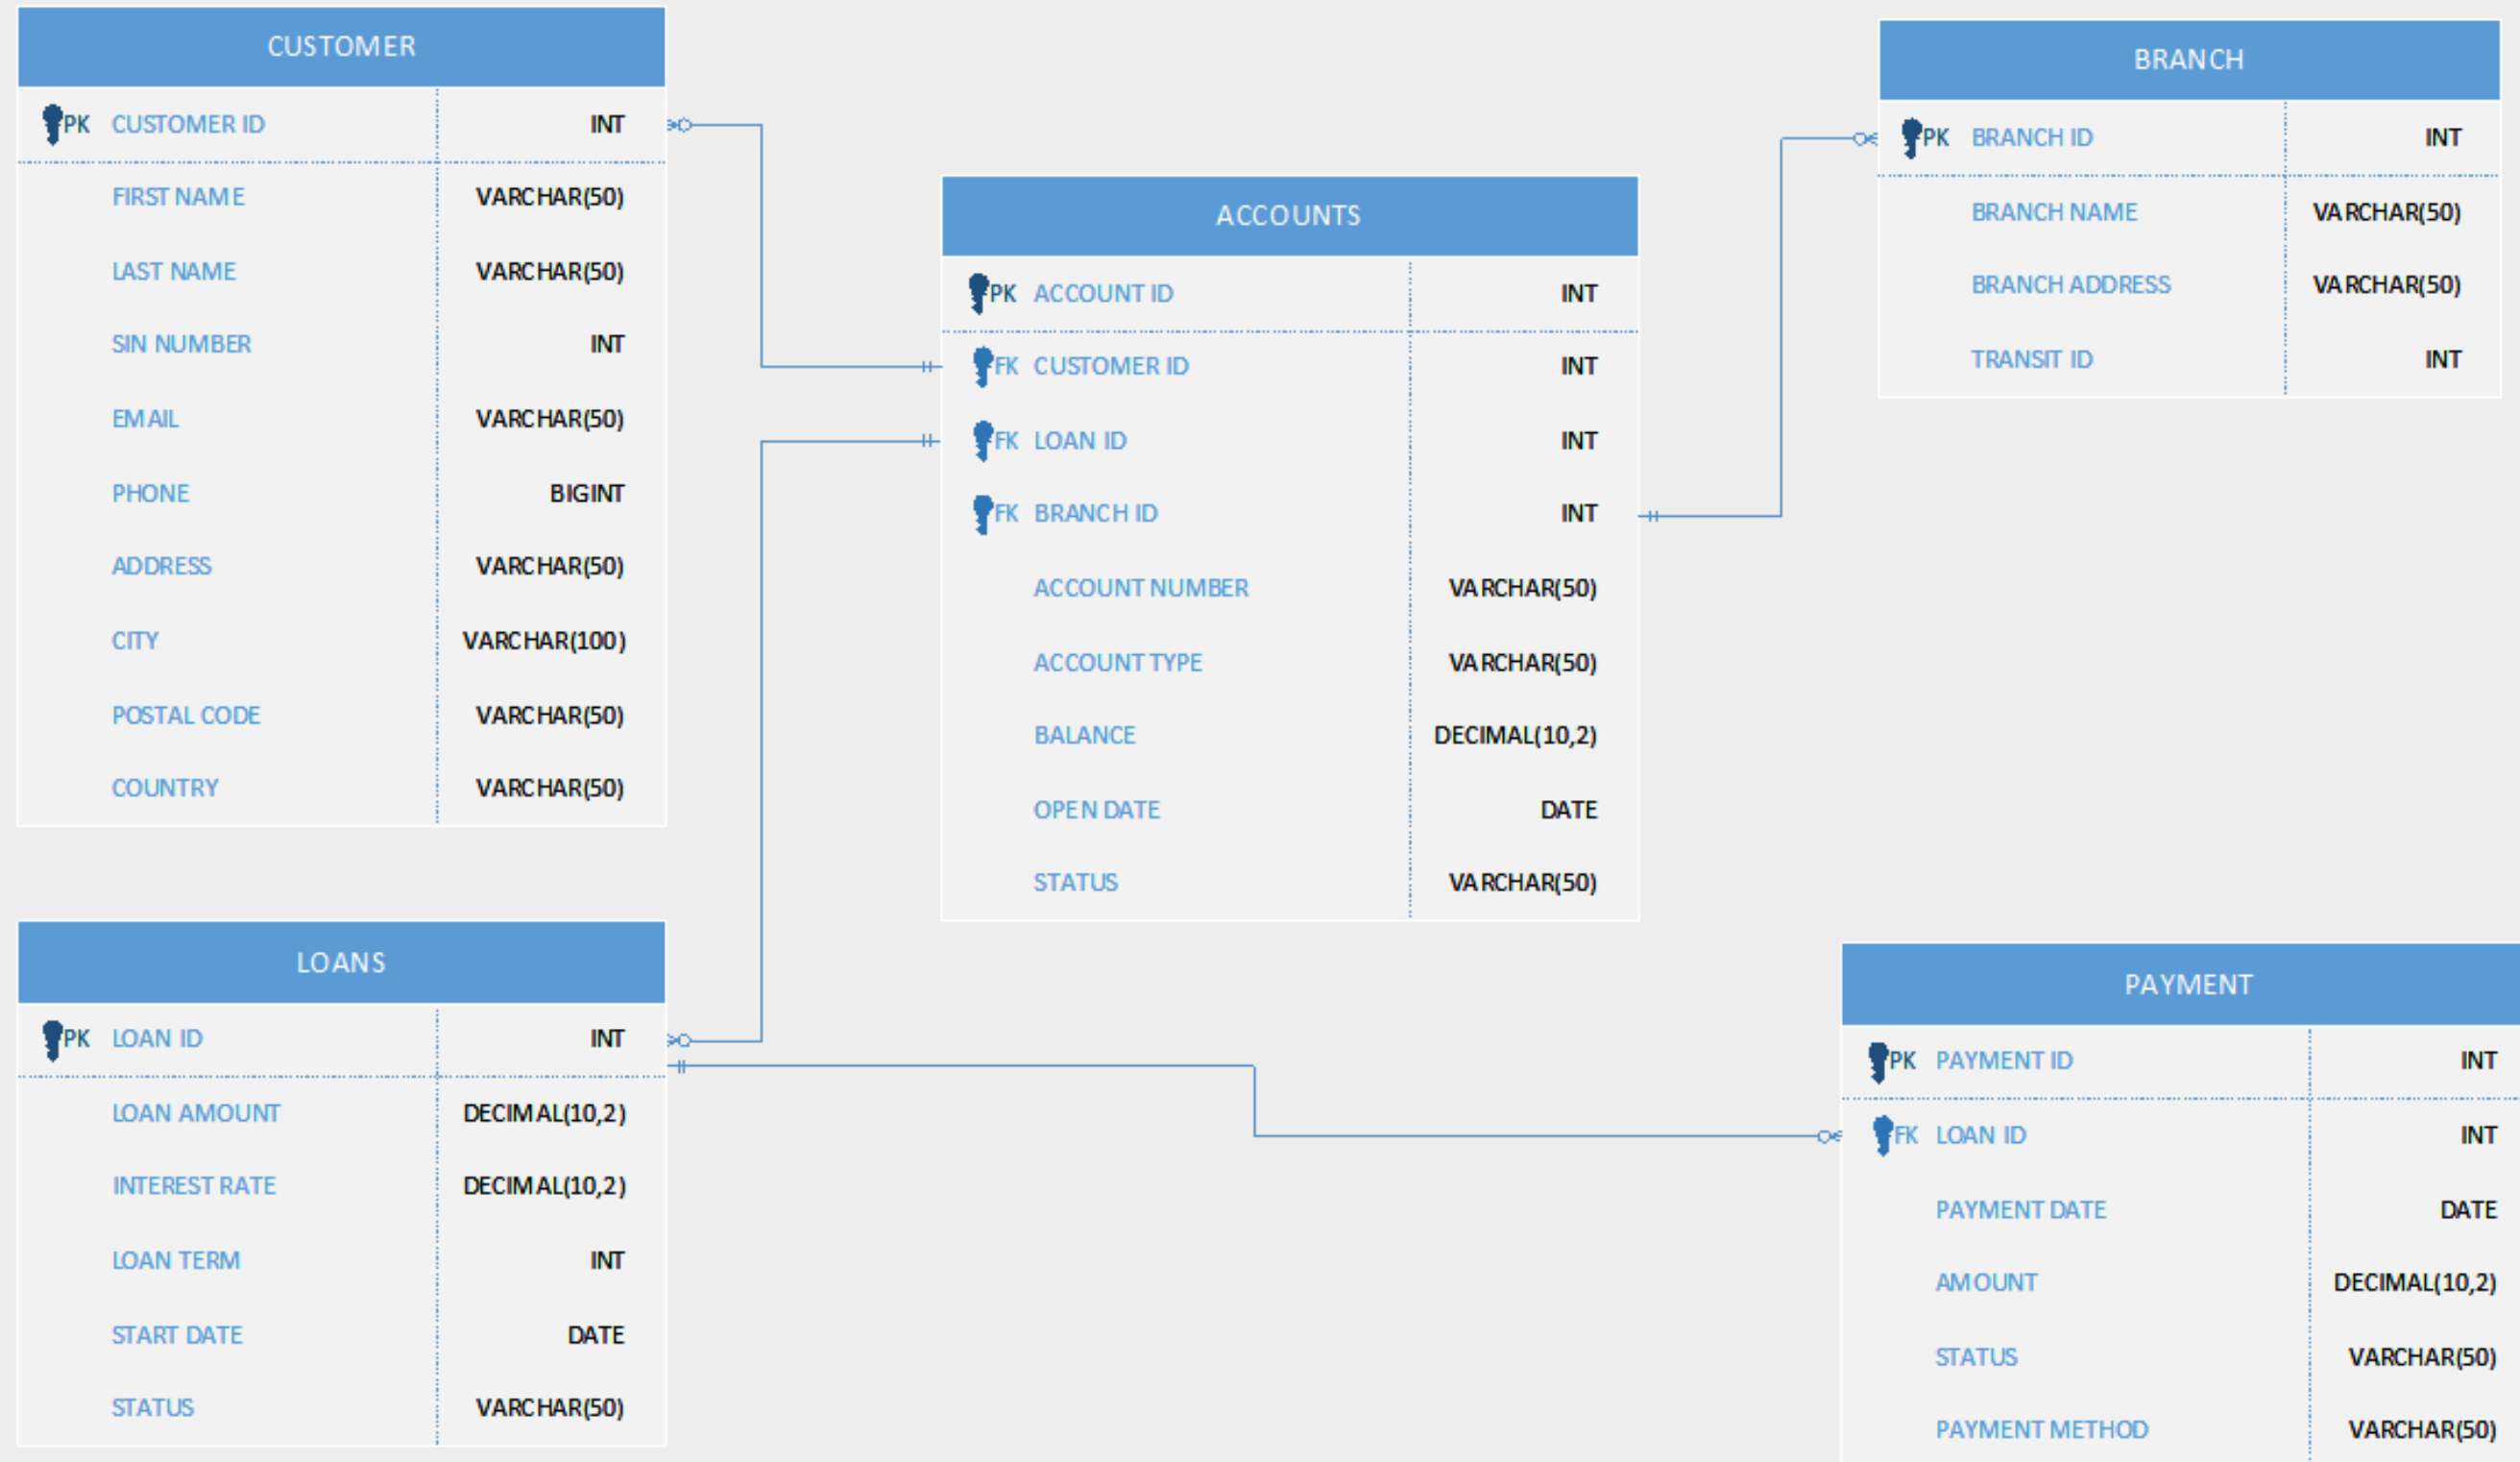 CUSTOMER
PK CUSTOMER ID INT
FIRST NAME VARCHAR(50)
LAST NAME VARCHAR(50)
SIN NUMBER INT
EMAIL VARCHAR(50)
PHONE BIGINT
ADDRESS VARCHAR(50)
CITY VARCHAR(100)
POSTAL CODE VARCHAR(50)
COUNTRY VARCHAR(50)
ACCOUNTS
PK ACCOUNT ID INT
FK CUSTOMER ID INT
FK LOAN ID INT
FK BRANCH ID INT
ACCOUNT NUMBER VARCHAR(50)
ACCOUNT TYPE VARCHAR(50)
BALANCE DECIMAL(10,2)
OPEN DATE DATE
STATUS VARCHAR(50)
BRANCH
PK BRANCH ID INT
BRANCH NAME VARCHAR(50)
BRANCH ADDRESS VARCHAR(50)
TRANSIT ID INT
LOANS
PK LOAN ID INT
LOAN AMOUNT DECIMAL(10,2)
INTEREST RATE DECIMAL(10,2)
LOAN TERM INT
START DATE DATE
STATUS VARCHAR(50)
PAYMENT
PK PAYMENT ID INT
FK LOAN ID INT
PAYMENT DATE DATE
AMOUNT DECIMAL(10,2)
STATUS VARCHAR(50)
PAYMENT METHOD VARCHAR(50)